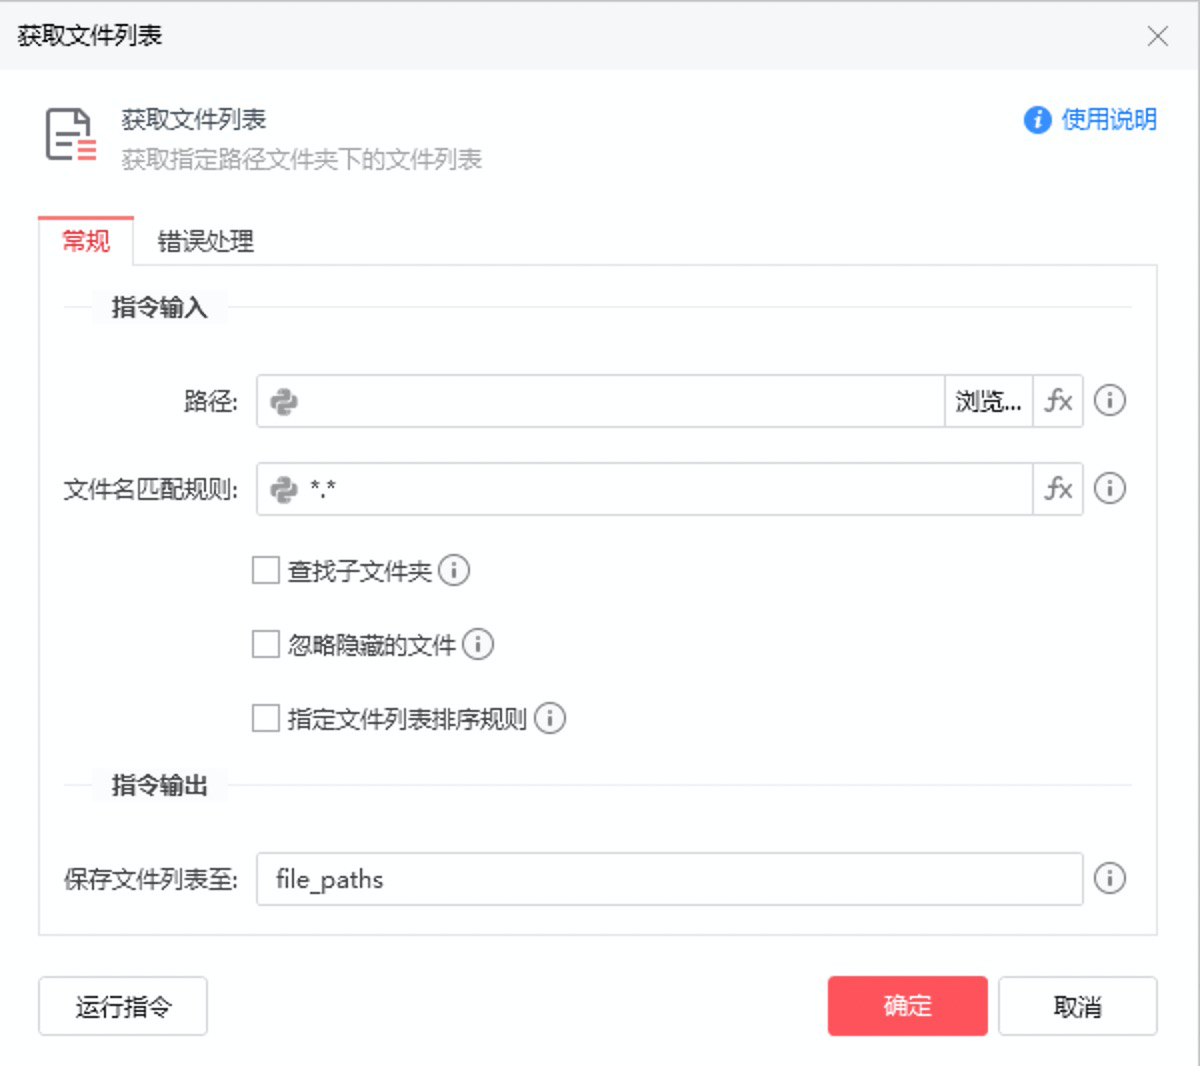 获取文件列表
获取文件列表
使用说明
获取指定路径文件夹下的文件列表
常规 错误处理
指令输入
路径: 浏览... fx
文件名匹配规则: *.* fx
查找子文件夹
忽略隐藏的文件
指定文件列表排序规则
指令输出
保存文件列表至: file_paths
运行指令 确定 取消